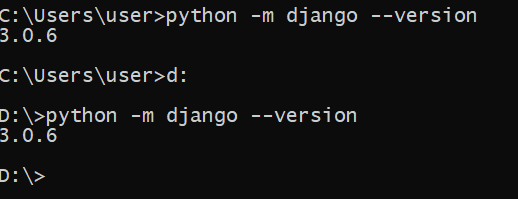 C:\Users\user>python -m django --version
3.0.6
C:\Users\user>d:
D:\>python -m django --version
3.0.6
D:\>